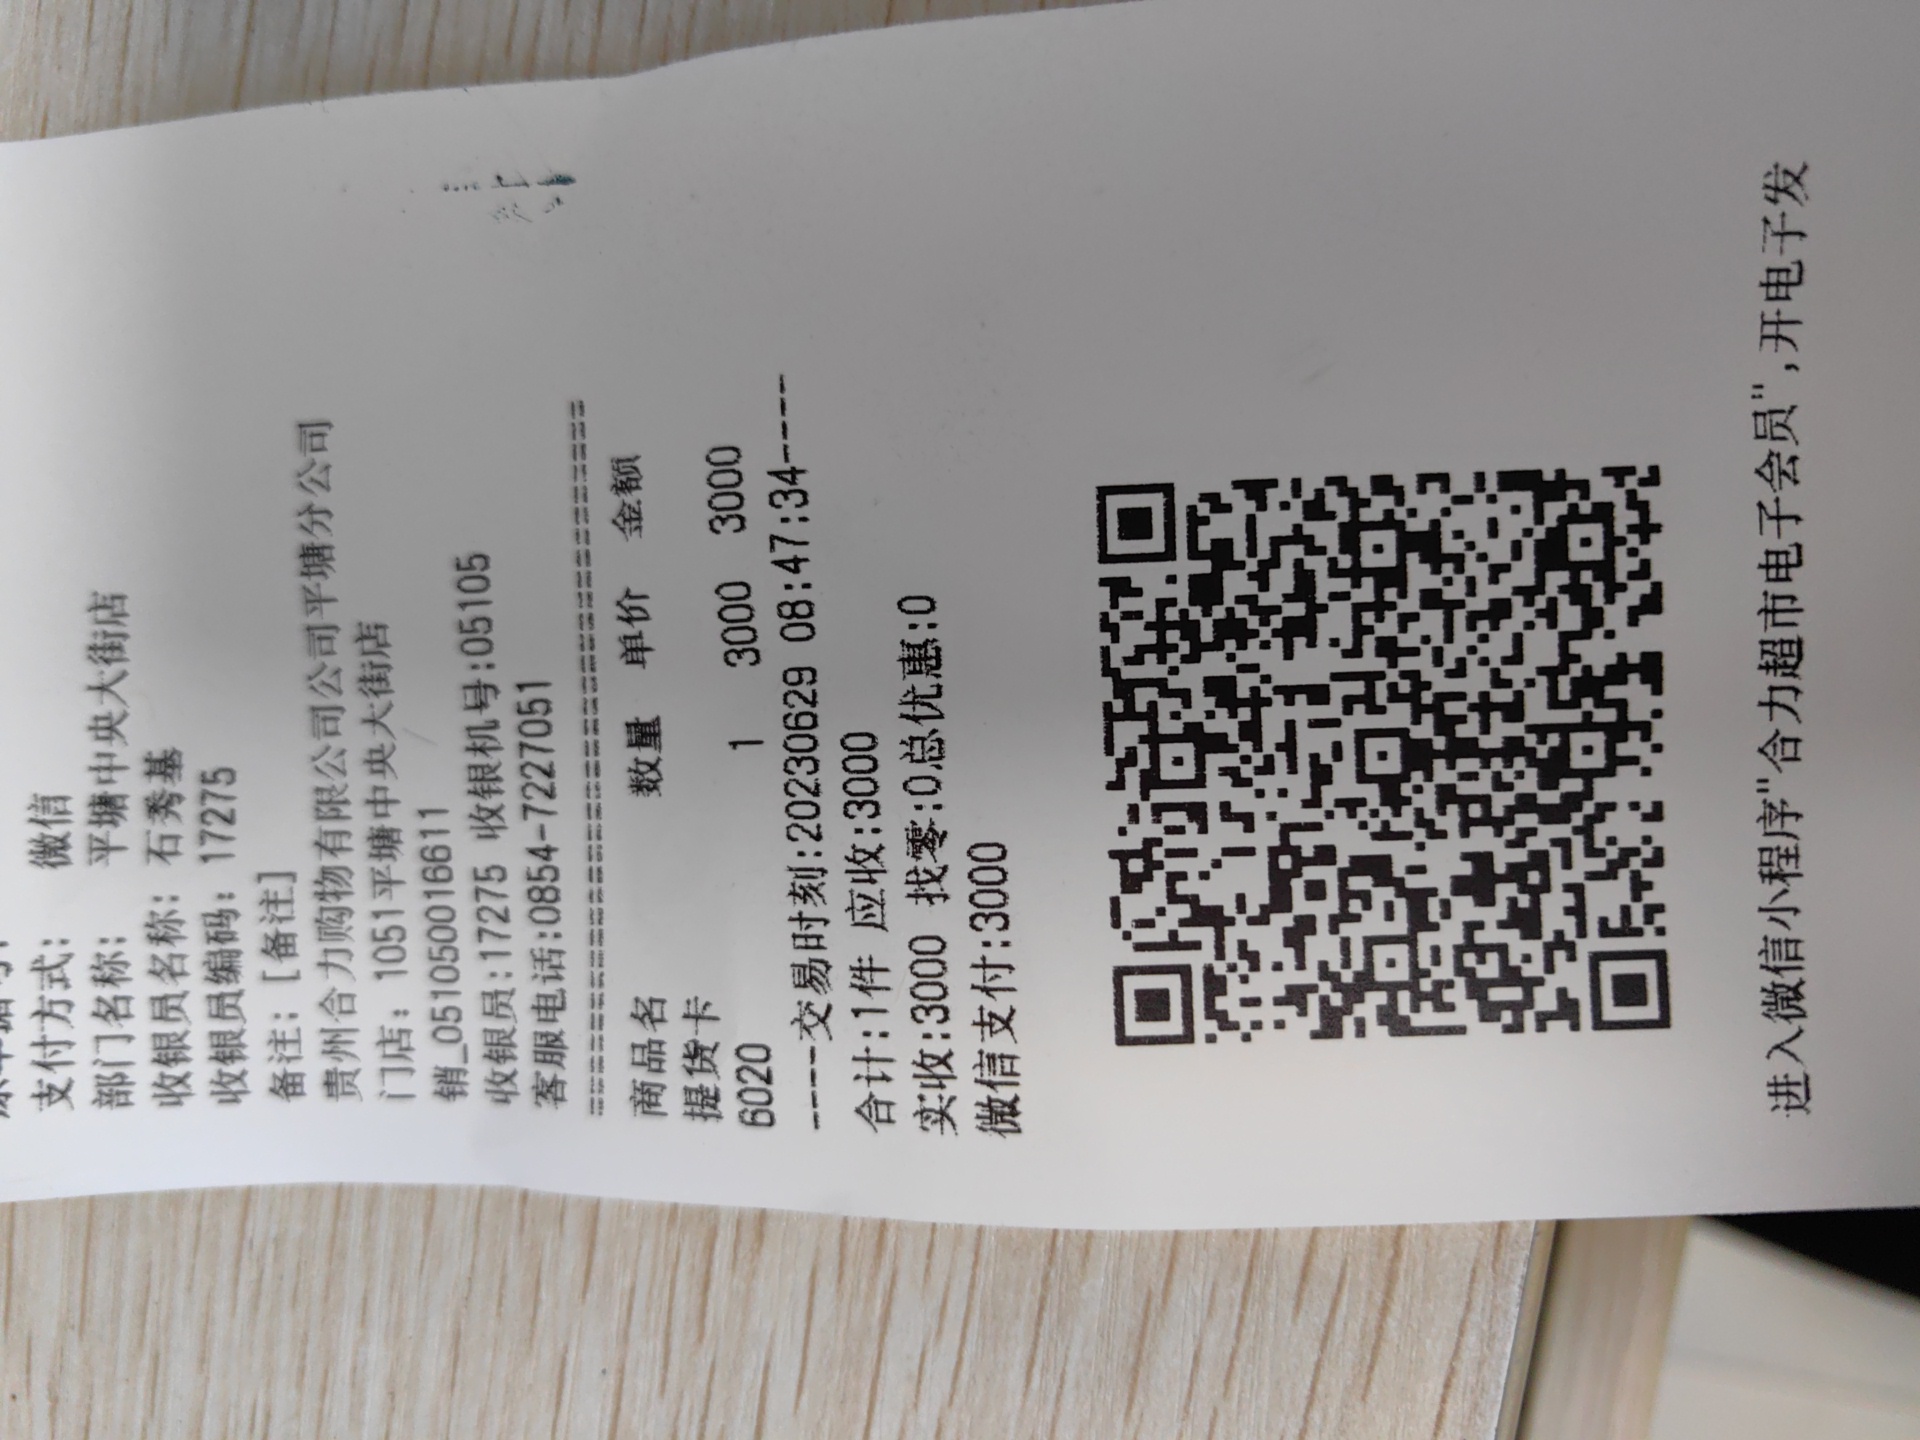 支付方式： 微信
部门名称： 平塘中央大街店
收银员名称： 石秀基
收银员编码： 17275
备注：[备注]
贵州合力购物有限公司公司平塘分公司
门店：1051平塘中央大街店
销_0510500016611
收银员:17275 收银机号:05105
客服电话:0854-7227051
商品名 数量 单价 金额
提货卡
6020 1 3000 3000
----交易时刻:20230629 08:47:34-----
合计:1件 应收:3000
实收:3000 找零:0总优惠:0
微信支付:3000
进入微信小程序"合力超市电子会员",开电子发